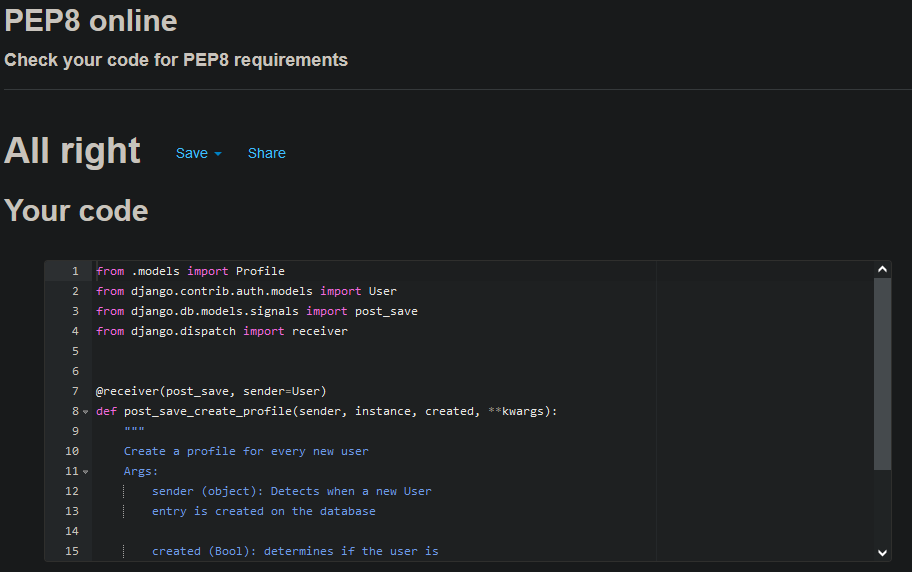 PEP8 online
Check your code for PEP8 requirements
All right Save Share
Your code
1 from .models import Profile
2 from django.contrib.auth.models import User
3 from django.db.models.signals import post_save
4 from django.dispatch import receiver
5
6
7 @receiver(post_save, sender=User)
8 def post_save_create_profile(sender, instance, created, **kwargs):
9 """
10 Create a profile for every new user
11 Args:
12 sender (object): Detects when a new User
13 entry is created on the database
14
15 created (Bool): determines if the user is